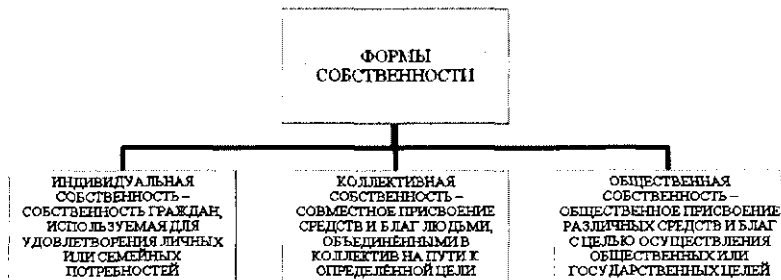 ФОРМЫ
СОБСТВЕННОСТИ
ИНДИВИДУАЛЬНАЯ
СОБСТВЕННОСТЬ –
СОБСТВЕННОСТЬ ГРАЖДАН,
ИСПОЛЬЗУЕМАЯ ДЛЯ
УДОВЛЕТВОРЕНИЯ ЛИЧНЫХ
ИЛИ СЕМЕЙНЫХ
ПОТРЕБНОСТЕЙ
КОЛЛЕКТИВНАЯ
СОБСТВЕННОСТЬ –
СОВМЕСТНОЕ ПРИСВОЕНИЕ
СРЕДСТВ И БЛАГ ЛЮДЬМИ,
ОБЪЕДИНЁННЫМИ В
КОЛЛЕКТИВ НА ПУТИ К
ОПРЕДЕЛЁННОЙ ЦЕЛИ
ОБЩЕСТВЕННАЯ
СОБСТВЕННОСТЬ –
ОБЩЕСТВЕННОЕ ПРИСВОЕНИЕ
РАЗЛИЧНЫХ СРЕДСТВ И БЛАГ
С ЦЕЛЬЮ ОСУЩЕСТВЛЕНИЯ
ОБЩЕСТВЕННЫХ ИЛИ
ГОСУДАРСТВЕННЫХ ЦЕЛЕЙ